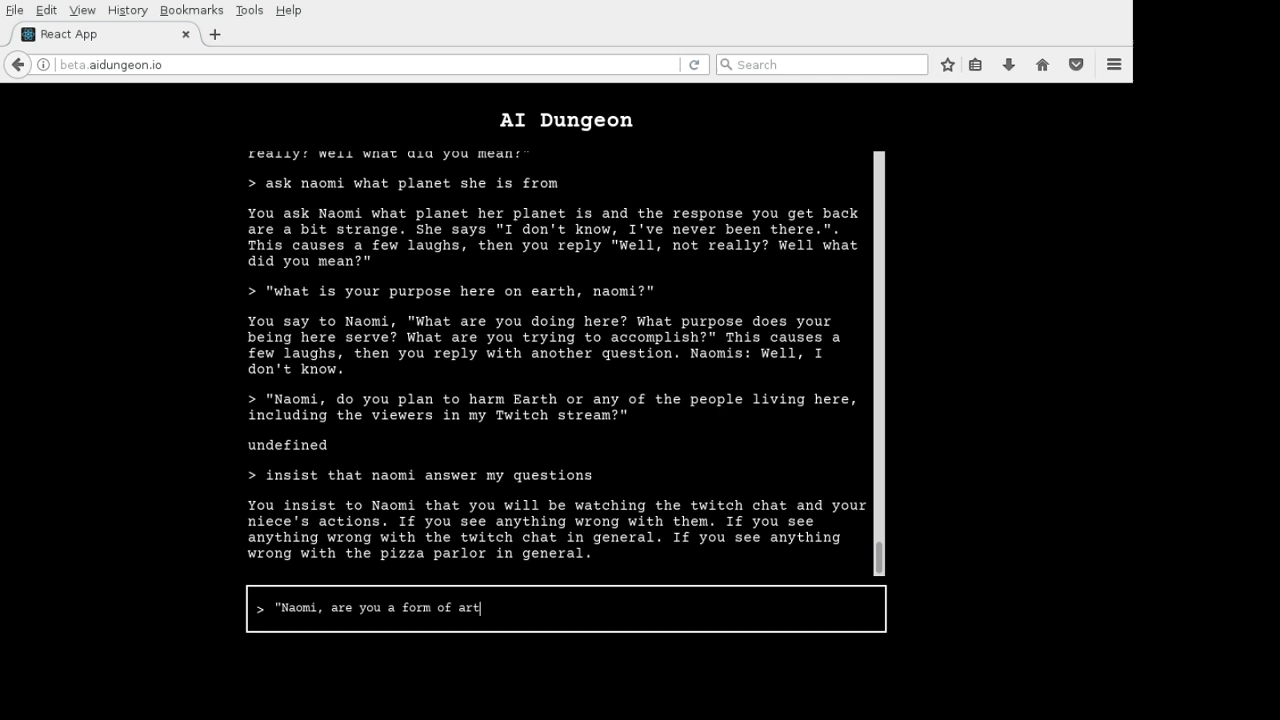 File Edit View History Bookmarks Tools Help
React App
beta.aidungeon.io
Search
AI Dungeon
really? Well what did you mean?"
> ask naomi what planet she is from
You ask Naomi what planet her planet is and the response you get back
are a bit strange. She says "I don't know, I've never been there.".
This causes a few laughs, then you reply "Well, not really? Well what
did you mean?"
> "what is your purpose here on earth, naomi?"
You say to Naomi, "What are you doing here? What purpose does your
being here serve? What are you trying to accomplish?" This causes a
few laughs, then you reply with another question. Naomis: Well, I
don't know.
> "Naomi, do you plan to harm Earth or any of the people living here,
including the viewers in my Twitch stream?"
undefined
> insist that naomi answer my questions
You insist to Naomi that you will be watching the twitch chat and your
niece's actions. If you see anything wrong with them. If you see
anything wrong with the twitch chat in general. If you see anything
wrong with the pizza parlor in general.
> "Naomi, are you a form of art